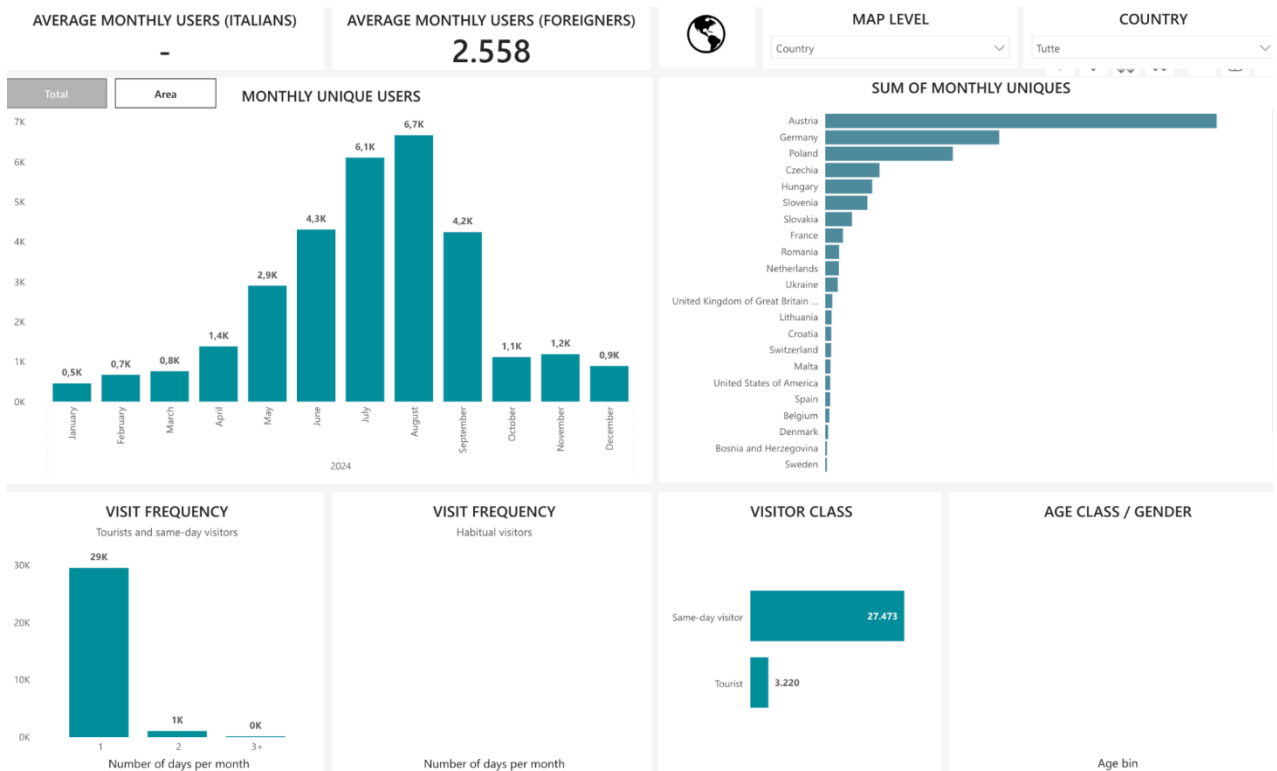 AVERAGE MONTHLY USERS (ITALIANS)
-
AVERAGE MONTHLY USERS (FOREIGNERS)
2.558
MAP LEVEL
Country
COUNTRY
Tutte
Total
Area
MONTHLY UNIQUE USERS
7K
6K
5K
4K
3K
2K
1K
0K
0,5K
0,7K
0,8K
1,4K
2,9K
4,3K
6,1K
6,7K
4,2K
1,1K
1,2K
0,9K
January
February
March
April
May
June
July
August
September
October
November
December
2024
SUM OF MONTHLY UNIQUES
Austria
Germany
Poland
Czechia
Hungary
Slovenia
Slovakia
France
Romania
Netherlands
Ukraine
United Kingdom of Great Britain ...
Lithuania
Croatia
Switzerland
Malta
United States of America
Spain
Belgium
Denmark
Bosnia and Herzegovina
Sweden
VISIT FREQUENCY
Tourists and same-day visitors
30K
20K
10K
0K
29K
1K
0K
1
2
3+
Number of days per month
VISIT FREQUENCY
Habitual visitors
Number of days per month
VISITOR CLASS
Same-day visitor
27.473
Tourist
3.220
AGE CLASS / GENDER
Age bin